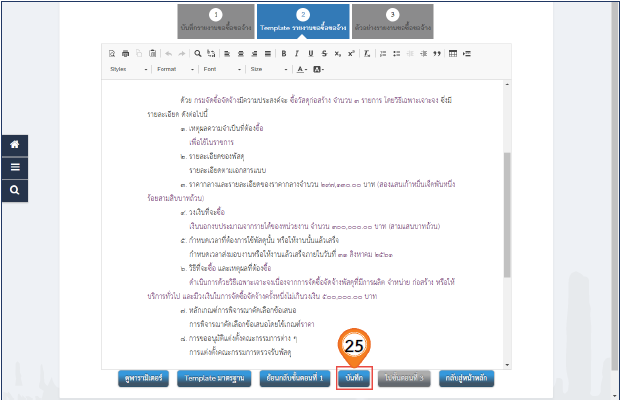 1
2
3
บันทึกรายงานขอซื้อขอจ้าง
Template รายงานขอซื้อขอจ้าง
ตัวอย่างรายงานขอซื้อขอจ้าง
Styles
Format
Font
Size
ด้วย กรมจัดซื้อจัดจ้างมีความประสงค์จะ ซื้อวัสดุก่อสร้าง จำนวน ๓ รายการ โดยวิธีเฉพาะเจาะจง ซึ่งมี
รายละเอียด ดังต่อไปนี้
๑. เหตุผลความจำเป็นที่ต้องซื้อ
เพื่อใช้ในราชการ
๒. รายละเอียดของพัสดุ
รายละเอียดตามเอกสารแนบ
๓. ราคากลางและรายละเอียดของราคากลางจำนวน ๒๙๗,๑๓๐.๐๐ บาท (สองแสนเก้าหมื่นเจ็ดพันหนึ่ง
ร้อยสามสิบบาทถ้วน)
๔. วงเงินที่จะซื้อ
เงินนอกงบประมาณจากรายได้ของหน่วยงาน จำนวน ๓๐๐,๐๐๐.๐๐ บาท (สามแสนบาทถ้วน)
๕. กำหนดเวลาที่ต้องการใช้พัสดุนั้น หรือให้งานนั้นแล้วเสร็จ
กำหนดเวลาส่งมอบงานหรือให้งานแล้วเสร็จภายในวันที่ ๓๑ สิงหาคม ๒๕๖๑
๖. วิธีที่จะซื้อ และเหตุผลที่ต้องซื้อ
ดำเนินการด้วยวิธีเฉพาะเจาะจงเนื่องจากการจัดซื้อจัดจ้างพัสดุที่มีการผลิต จำหน่าย ก่อสร้าง หรือให้
บริการทั่วไป และมีวงเงินในการจัดซื้อจัดจ้างครั้งหนึ่งไม่เกินวงเงิน ๕๐๐,๐๐๐.๐๐ บาท
๗. หลักเกณฑ์การพิจารณาคัดเลือกข้อเสนอ
การพิจารณาคัดเลือกข้อเสนอโดยใช้เกณฑ์ราคา
๘. การขออนุมัติแต่งตั้งคณะกรรมการต่าง ๆ
การแต่งตั้งคณะกรรมการตรวจรับพัสดุ
25
ดูพารามิเตอร์
Template มาตรฐาน
ย้อนกลับขั้นตอนที่ 1
บันทึก
ไปขั้นตอนที่ 3
กลับสู่หน้าหลัก